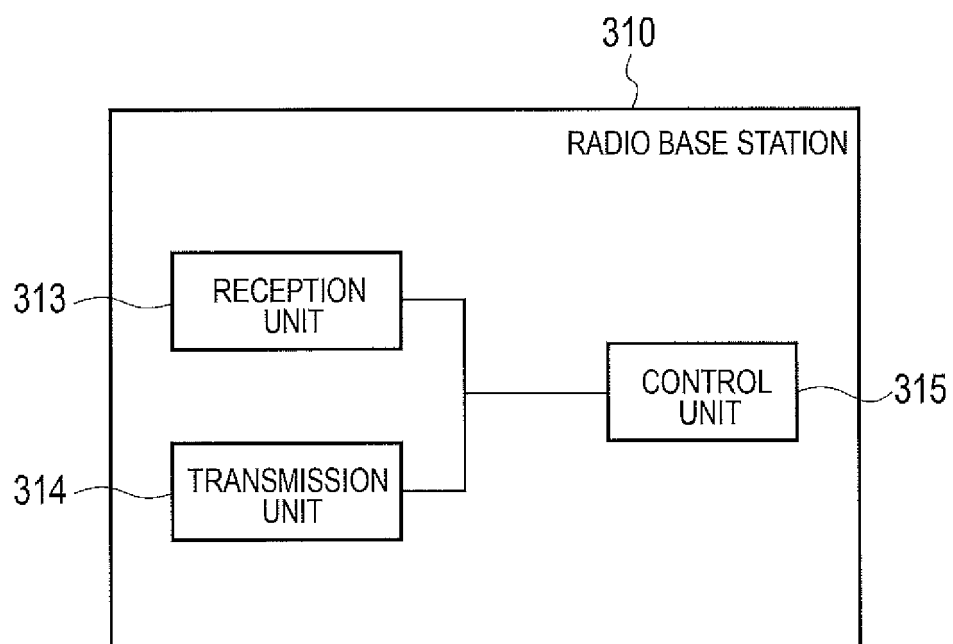 310
RADIO BASE STATION
313
RECEPTION
UNIT
CONTROL
UNIT
315
314
TRANSMISSION
UNIT